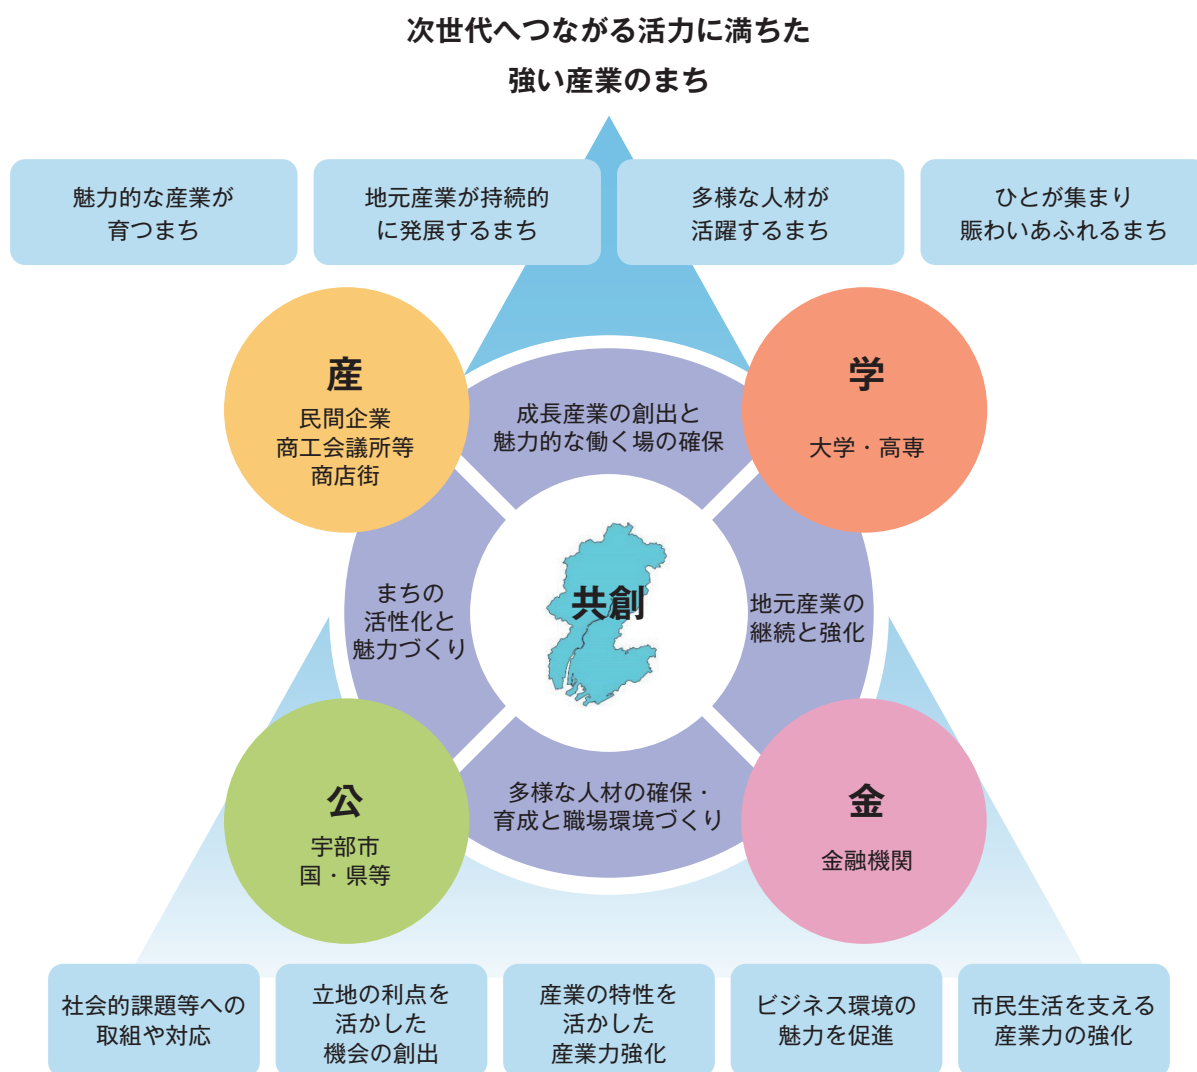 次世代へつながる活力に満ちた
強い産業のまち
魅力的な産業が
育つまち
地元産業が持続的
に発展するまち
多様な人材が
活躍するまち
ひとが集まり
賑わいあふれるまち
産
民間企業
商工会議所等
商店街
成長産業の創出と
魅力的な働く場の確保
学
大学・高専
まちの
活性化と
魅力づくり
共創
地元産業の
継続と強化
公
宇部市
国・県等
多様な人材の確保・
育成と職場環境づくり
金
金融機関
社会的課題等への
取組や対応
立地の利点を
活かした
機会の創出
産業の特性を
活かした
産業力強化
ビジネス環境の
魅力を促進
市民生活を支える
産業力の強化